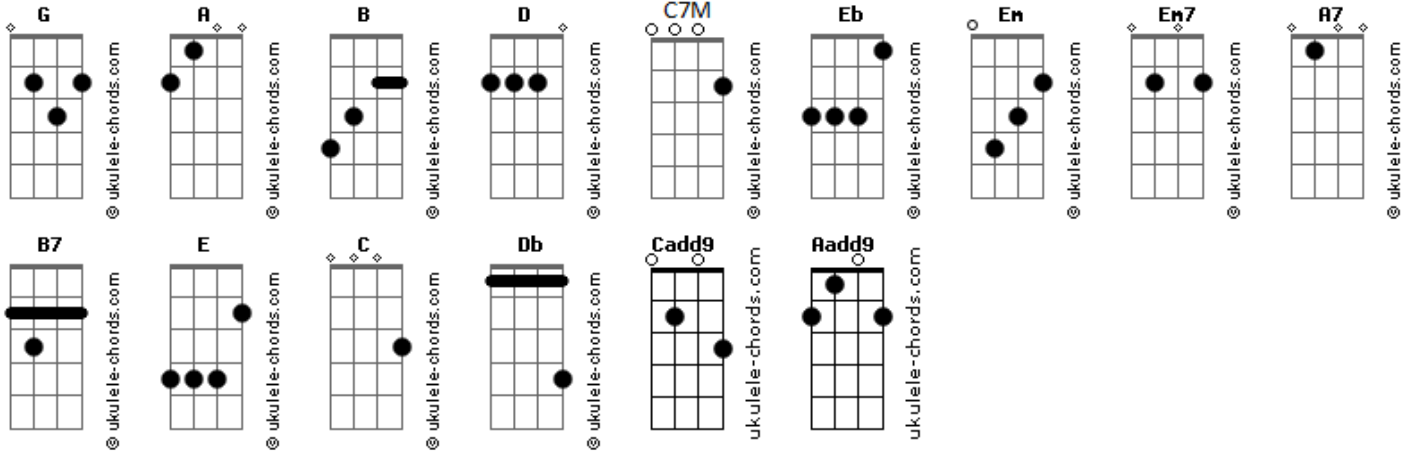 G A B D C7M Eb Em Em7 A7
© ukulele-chords.com © ukulele-chords.com © ukulele-chords.com © ukulele-chords.com ukulele-chords.com © ukulele-chords.com © ukulele-chords.com © ukulele-chords.com © ukulele-chords.com
B7 E C Db Cadd9 Aadd9
© ukulele-chords.com © ukulele-chords.com © ukulele-chords.com © ukulele-chords.com ukulele-chords.com ukulele-chords.com